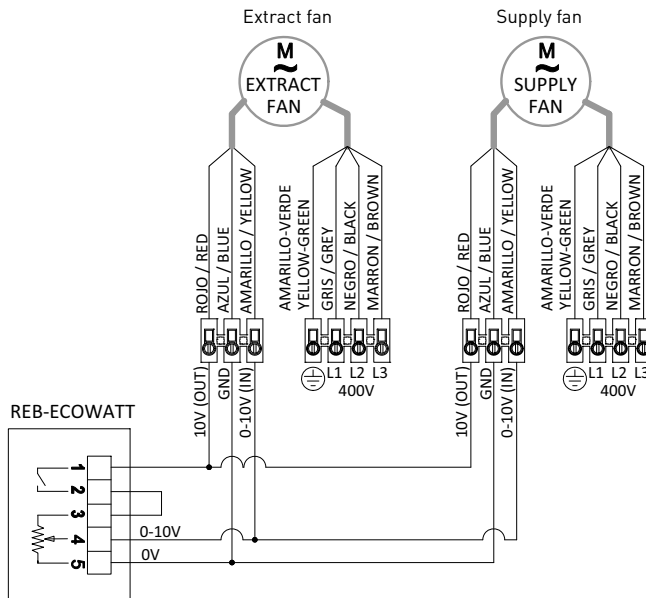 Extract fan
Supply fan
M
~
EXTRACT
FAN
M
~
SUPPLY
FAN
ROJO / RED
AZUL / BLUE
AMARILLO / YELLOW
AMARILLO-VERDE
YELLOW-GREEN
GRIS / GREY
NEGRO / BLACK
MARRON / BROWN
ROJO / RED
AZUL / BLUE
AMARILLO / YELLOW
AMARILLO-VERDE
YELLOW-GREEN
GRIS / GREY
NEGRO / BLACK
MARRON / BROWN
10V (OUT)
GND
0-10V (IN)
L1 L2 L3
400V
10V (OUT)
GND
0-10V (IN)
L1 L2 L3
400V
REB-ECOWATT
1
2
3
4
5
0-10V
0V